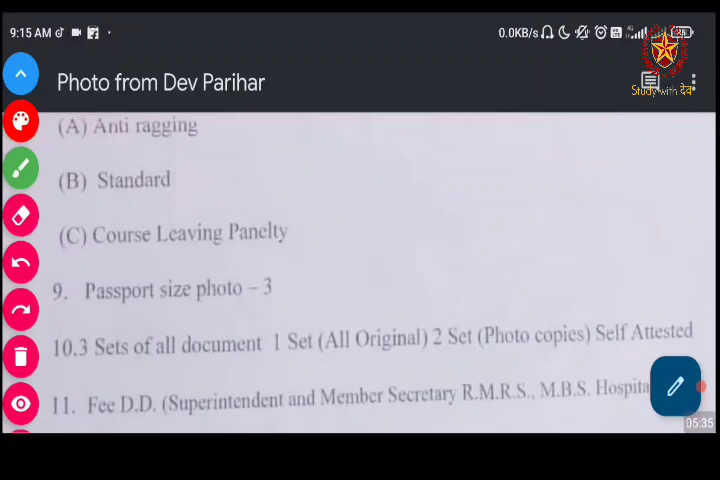 9:15 AM
0.0KB/s
Photo from Dev Parihar
Study with देव
(A) Anti ragging
(B) Standard
(C) Course Leaving Panelty
9. Passport size photo – 3
10.3 Sets of all document 1 Set (All Original) 2 Set (Photo copies) Self Attested
11. Fee D.D. (Superintendent and Member Secretary R.M.R.S., M.B.S. Hospita
05:35